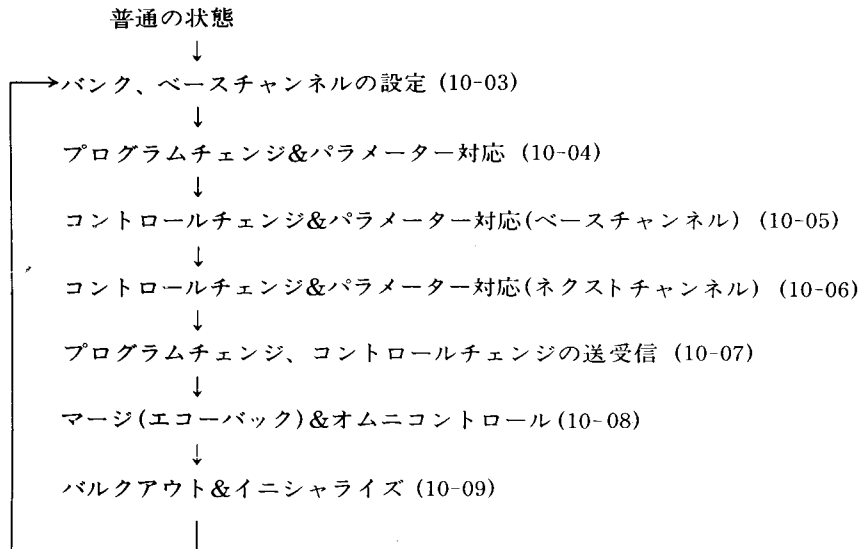 普通の状態
↓
バンク、ベースチャンネルの設定 (10-03)
↓
プログラムチェンジ&パラメーター対応 (10-04)
↓
コントロールチェンジ&パラメーター対応(ベースチャンネル) (10-05)
↓
コントロールチェンジ&パラメーター対応(ネクストチャンネル) (10-06)
↓
プログラムチェンジ、コントロールチェンジの送受信 (10-07)
↓
マージ(エコーバック)&オムニコントロール(10-08)
↓
バルクアウト&イニシャライズ (10-09)